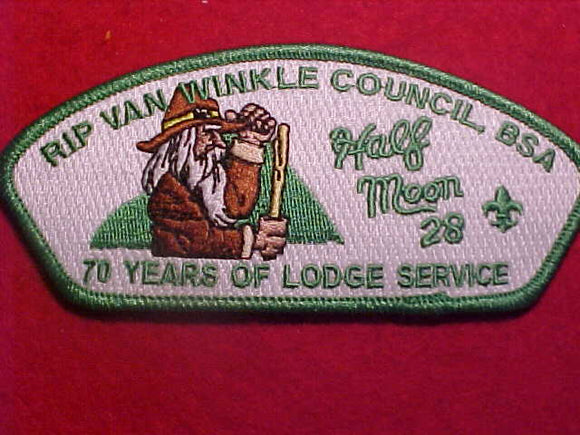 RIP VAN WINKLE COUNCIL, BSA
Half
Moon
28
70 YEARS OF LODGE SERVICE